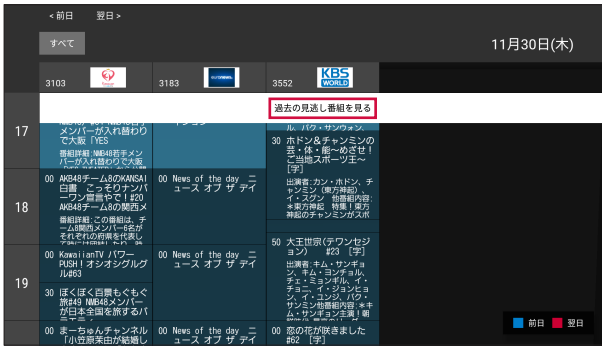 <前日 翌日>
すべて
11月30日(木)
3103
3183
euronews.
3552
KBS
WORLD
過去の見逃し番組を見る
17
メンバーが入れ替わり
で大阪「YES
番組詳細:NMB若手メン
バーが入れ替わりで大阪
ル、パク・サンウォン、
30 ホドン&チャンミンの
芸・体・能~めざせ!
ご当地スポーツ王~
[字]
出演者:カン・ホドン、チ
ャンミン(東方神起)、
イ・スグン 他番組内容:
*東方神起 特集!東方
神起のチャンミンがスポ
18
00 AKB48チーム8のKANSAI
白書 こっそりナンバ
ーワン宣言やで!#20
AKB48チーム8の関西メ
番組詳細:この番組は、チ
ーム8関西メンバー6名が
それぞれの府県を代表し
00 News of the day ニ
ュース オブ ザ デイ
50 大王世宗(テワンセジ
ョン) #23 [字]
出演者:キム・サンギョ
ン、キム・ヨンチョル、
チェ・ミョンギル、イ・
チョニ、イ・ジョンヒョ
ン、イ・ユンジ、パク・
サンミン他番組内容:*キ
ム・サンギョン主演!朝
19
00 KawaiianTV パワー
PUSH!オシオシグルグ
ル#63
00 News of the day ニ
ュース オブ ザ デイ
30 ぼくぼく百景もぐもぐ
旅#49 NMB48メンバー
が日本全国を旅するバ
00 まーちゅんチャンネル
「小笠原茉由が結婚し
00 News of the day ニ
ュース オブ ザ デイ
00 恋の花が咲きました
#62 [字]
前日 翌日